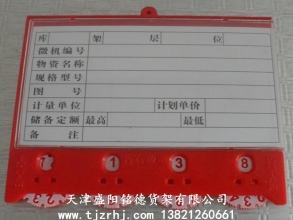 库 架 层 位
微机编号
物资名称
规格型号
图 号
计量单位 计划单价
储备定额 最高 最低
备 注
1 3 8
天津盛阳铭德货架有限公司
www.tjzrhj.com 13821260661